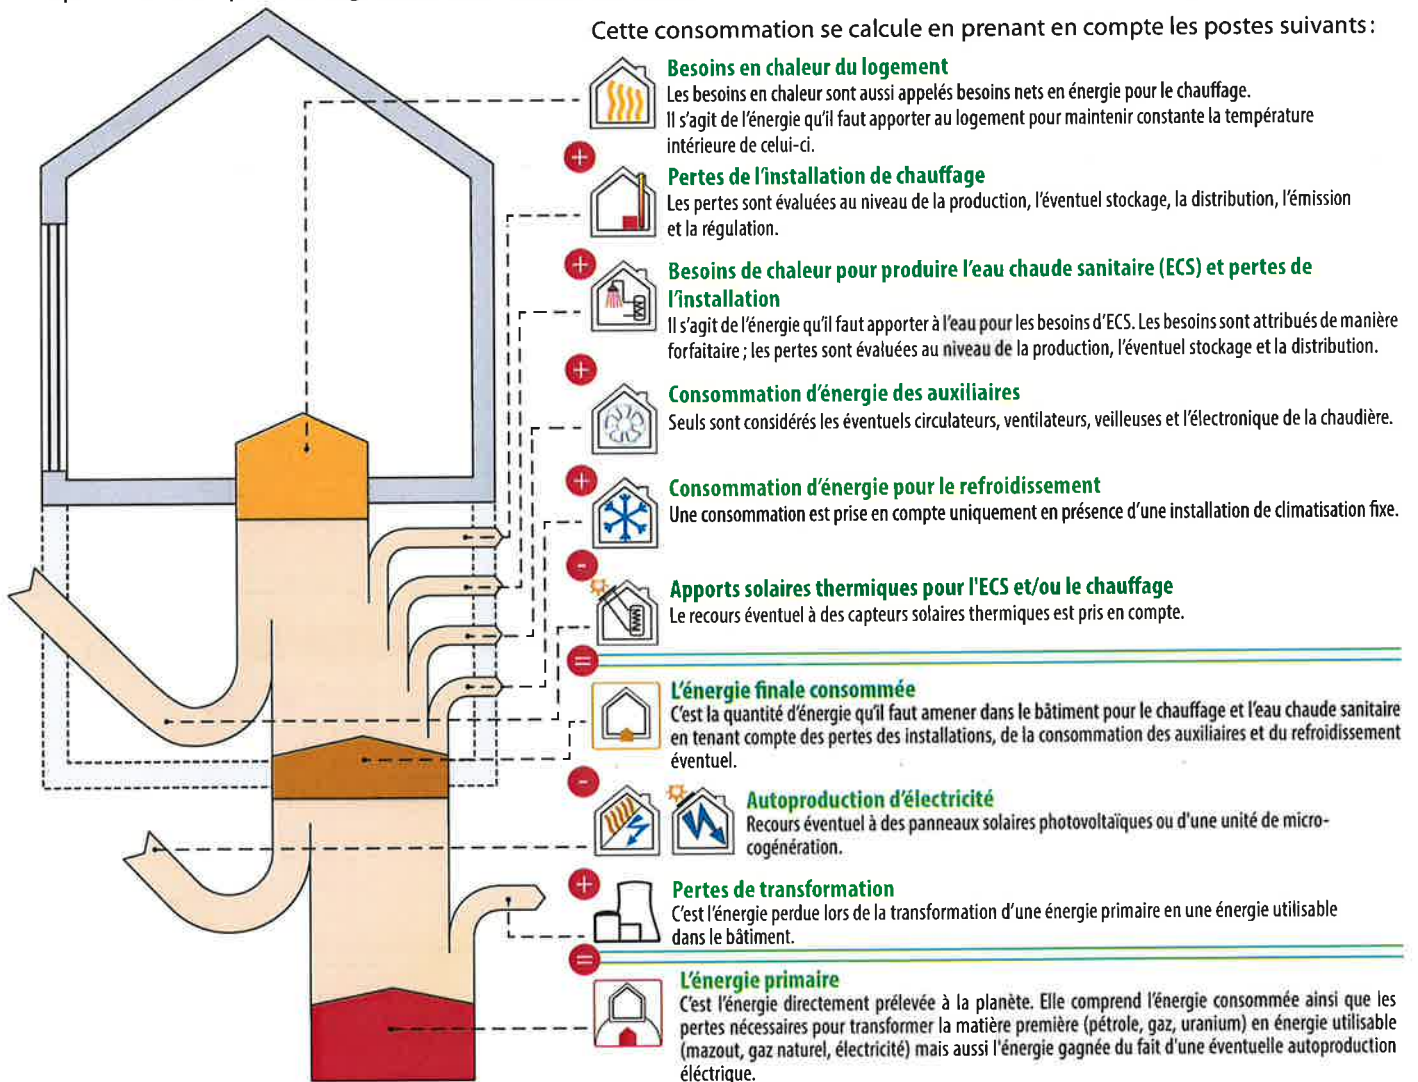 Cette consommation se calcule en prenant en compte les postes suivants :
Besoins en chaleur du logement
Les besoins en chaleur sont aussi appelés besoins nets en énergie pour le chauffage.
Il s'agit de l'énergie qu'il faut apporter au logement pour maintenir constante la température
intérieure de celui-ci.
+
Pertes de l'installation de chauffage
Les pertes sont évaluées au niveau de la production, l'éventuel stockage, la distribution, l'émission
et la régulation.
+
Besoins de chaleur pour produire l'eau chaude sanitaire (ECS) et pertes de
l'installation
Il s'agit de l'énergie qu'il faut apporter à l'eau pour les besoins d'ECS. Les besoins sont attribués de manière
forfaitaire ; les pertes sont évaluées au niveau de la production, l'éventuel stockage et la distribution.
+
Consommation d'énergie des auxiliaires
Seuls sont considérés les éventuels circulateurs, ventilateurs, veilleuses et l'électronique de la chaudière.
+
Consommation d'énergie pour le refroidissement
Une consommation est prise en compte uniquement en présence d'une installation de climatisation fixe.
-
Apports solaires thermiques pour l'ECS et/ou le chauffage
Le recours éventuel à des capteurs solaires thermiques est pris en compte.
=
L'énergie finale consommée
C'est la quantité d'énergie qu'il faut amener dans le bâtiment pour le chauffage et l'eau chaude sanitaire
en tenant compte des pertes des installations, de la consommation des auxiliaires et du refroidissement
éventuel.
-
Autoproduction d'électricité
Recours éventuel à des panneaux solaires photovoltaïques ou d'une unité de micro-
cogénération.
+
Pertes de transformation
C'est l'énergie perdue lors de la transformation d'une énergie primaire en une énergie utilisable
dans le bâtiment.
=
L'énergie primaire
C'est l'énergie directement prélevée à la planète. Elle comprend l'énergie consommée ainsi que les
pertes nécessaires pour transformer la matière première (pétrole, gaz, uranium) en énergie utilisable
(mazout, gaz naturel, électricité) mais aussi l'énergie gagnée du fait d'une éventuelle autoproduction
éléctrique.